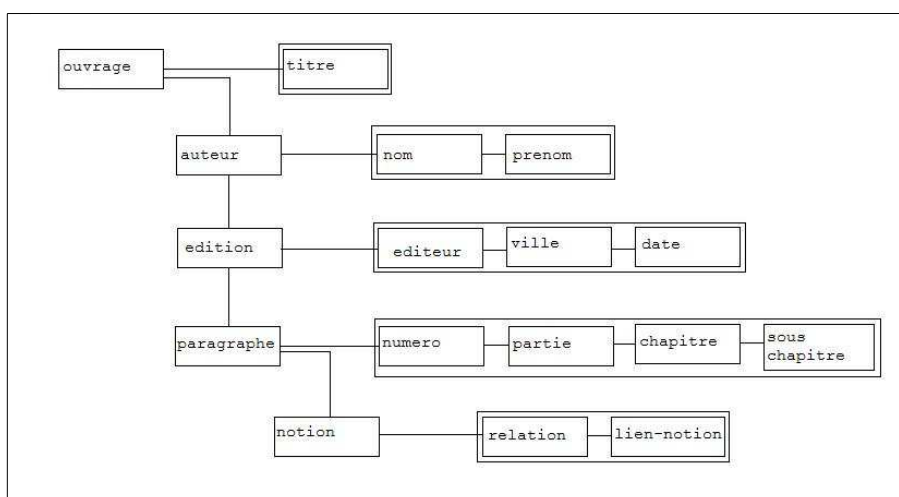 ouvrage titre
auteur nom prenom
edition editeur ville date
paragraphe numero partie chapitre sous
chapitre
notion relation lien-notion